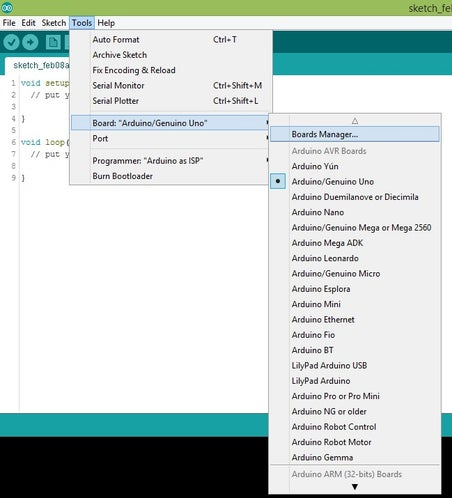 sketch_feb
File Edit Sketch Tools Help
Auto Format Ctrl+T
Archive Sketch
Fix Encoding & Reload
Serial Monitor Ctrl+Shift+M
Serial Plotter Ctrl+Shift+L
Board: "Arduino/Genuino Uno"
Port
Programmer: "Arduino as ISP"
Burn Bootloader
sketch_feb08a
1 void setup
2 // put y
3
4 }
5
6 void loop(
7 // put y
8
9 }
Boards Manager...
Arduino AVR Boards
Arduino Yún
Arduino/Genuino Uno
Arduino Duemilanove or Diecimila
Arduino Nano
Arduino/Genuino Mega or Mega 2560
Arduino Mega ADK
Arduino Leonardo
Arduino/Genuino Micro
Arduino Esplora
Arduino Mini
Arduino Ethernet
Arduino Fio
Arduino BT
LilyPad Arduino USB
LilyPad Arduino
Arduino Pro or Pro Mini
Arduino NG or older
Arduino Robot Control
Arduino Robot Motor
Arduino Gemma
Arduino ARM (32-bits) Boards